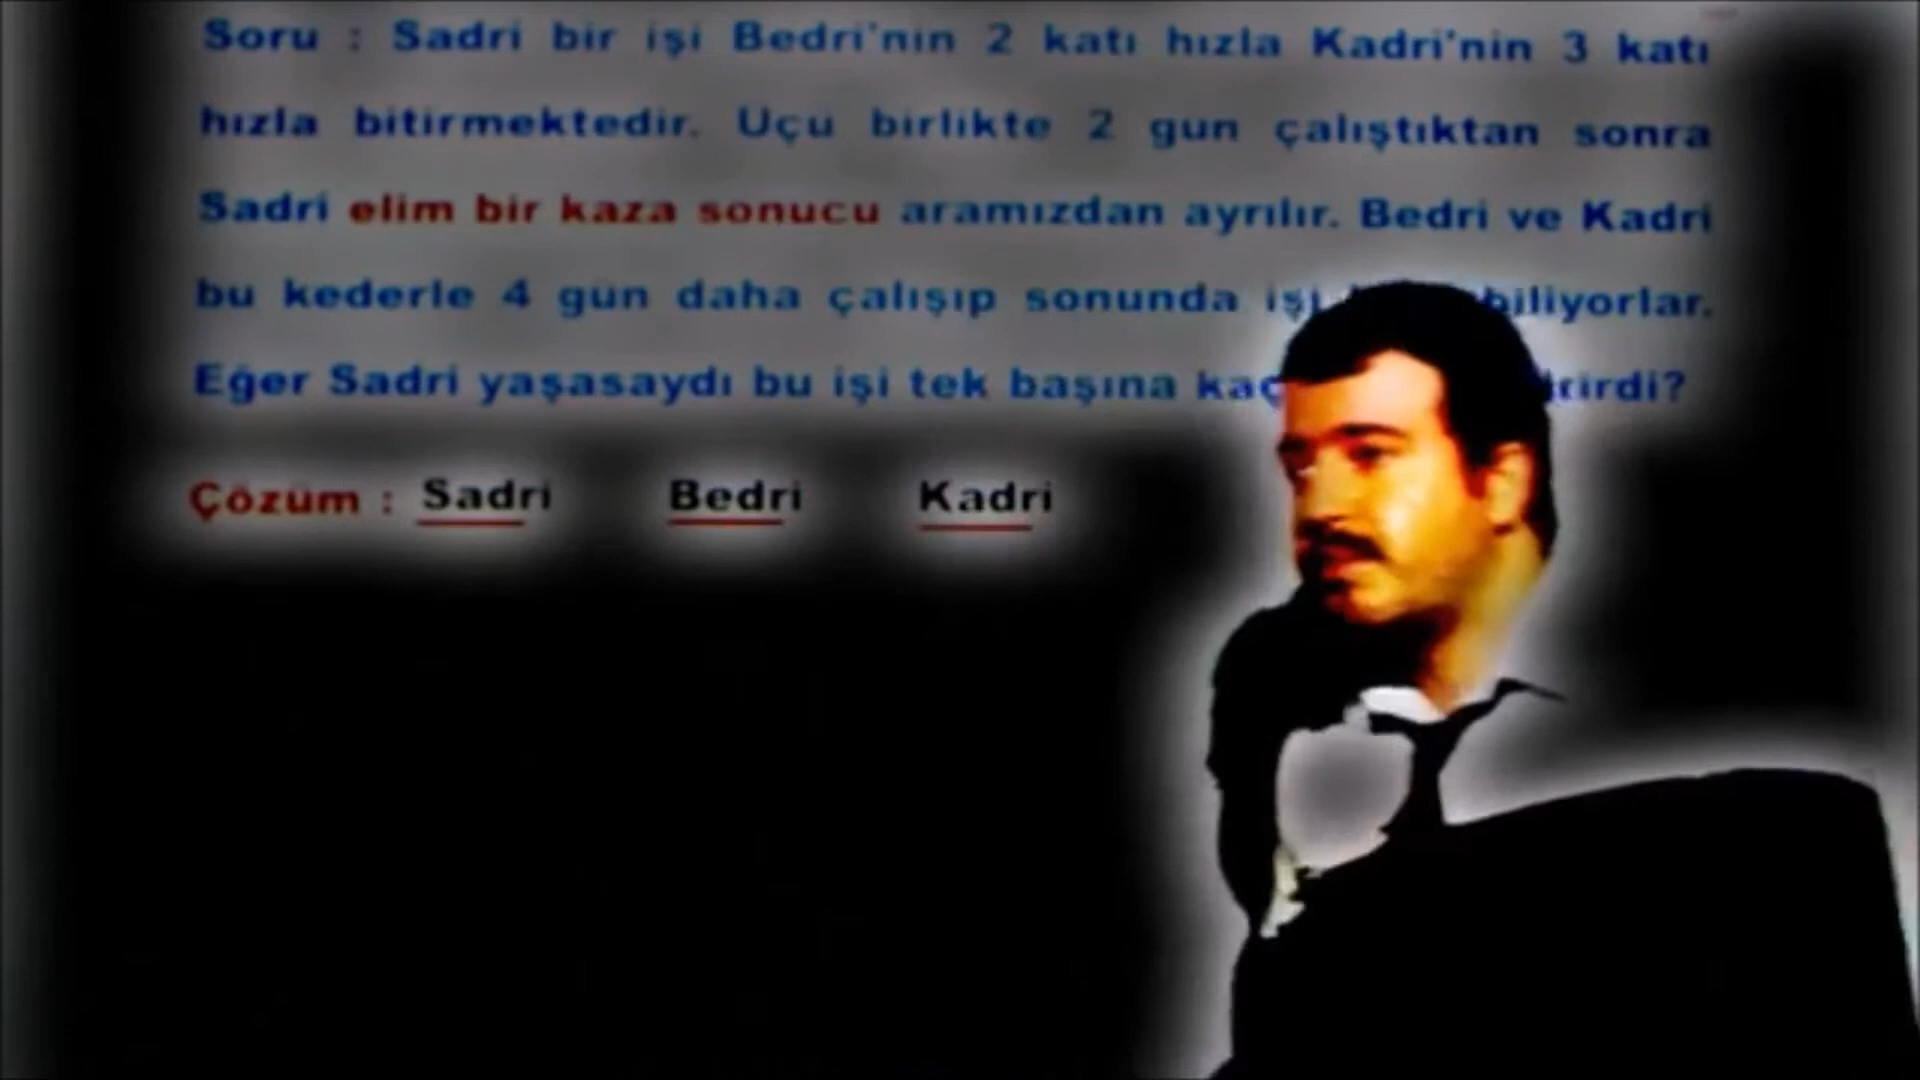 Soru : Sadri bir işi Bedri'nin 2 katı hızla Kadri'nin 3 katı
hızla bitirmektedir. Üçü birlikte 2 gün çalıştıktan sonra
Sadri elim bir kaza sonucu aramızdan ayrılır. Bedri ve Kadri
bu kederle 4 gün daha çalışıp sonunda işi
Eğer Sadri yaşasaydı bu işi tek başına kaç
Çözüm : Sadri Bedri Kadri